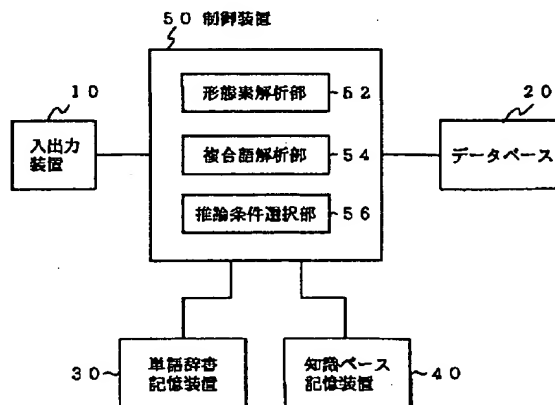 50 制御装置
10
20
形態素解析部
52
入出力
装置
複合語解析部
54
データベース
推論条件選択部
56
30
単語辞書
記憶装置
知識ベース
記憶装置
40